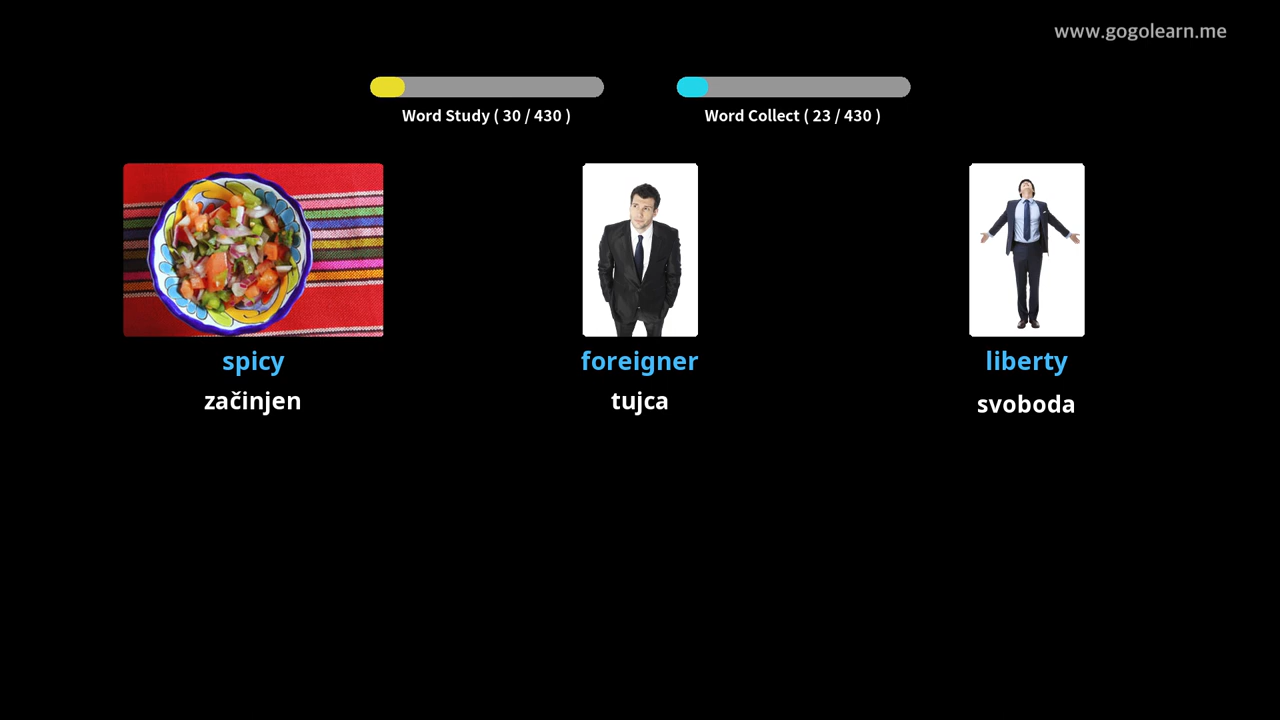 www.gogolearn.me
Word Study ( 30 / 430 )
Word Collect ( 23 / 430 )
spicy
foreigner
liberty
začinjen
tujca
svoboda